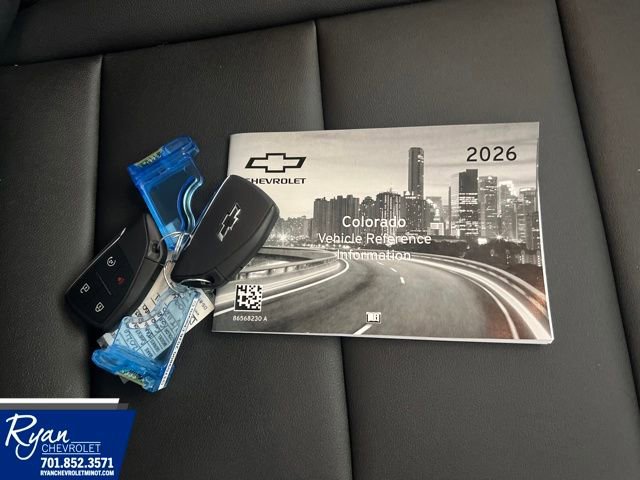 CHEVROLET
2026
Colorado
Vehicle Reference
Information
86568230 A
Ryan
CHEVROLET
701.852.3571
RYANCHEVROLETMINOT.COM